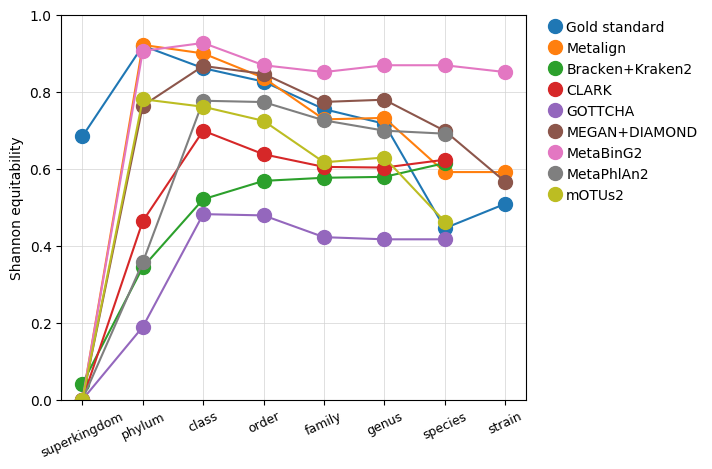 1.0
0.8
0.6
0.4
0.2
0.0
Shannon equitability
superkingdom
phylum
class
order
family
genus
species
strain
Gold standard
Metalign
Bracken+Kraken2
CLARK
GOTTCHA
MEGAN+DIAMOND
MetaBinG2
MetaPhlAn2
mOTUs2